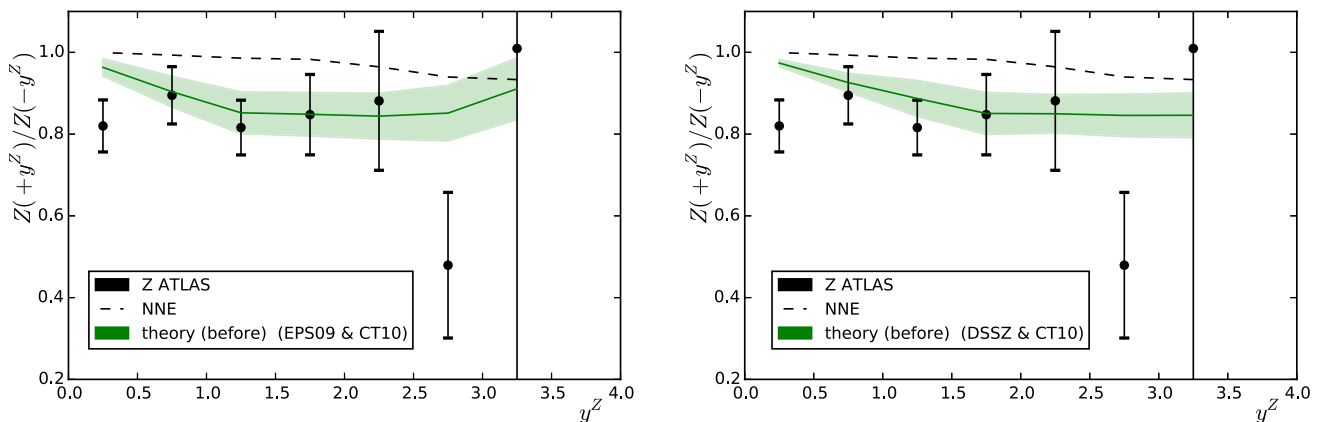 Z(+y^Z)/Z(−y^Z)
1.0
0.8
0.6
0.4
0.2
Z ATLAS
NNE
theory (before) (EPS09 & CT10)
0.0 0.5 1.0 1.5 2.0 2.5 3.0 3.5 4.0
y^Z
Z(+y^Z)/Z(−y^Z)
1.0
0.8
0.6
0.4
0.2
Z ATLAS
NNE
theory (before) (DSSZ & CT10)
0.0 0.5 1.0 1.5 2.0 2.5 3.0 3.5 4.0
y^Z